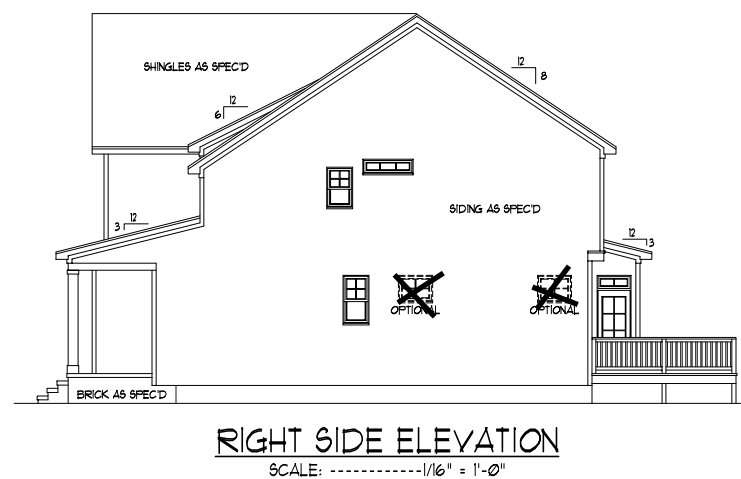 SHINGLES AS SPEC'D
12
8
12
6
SIDING AS SPEC'D
12
3
12
3
OPTIONAL
OPTIONAL
BRICK AS SPEC'D
RIGHT SIDE ELEVATION
SCALE: ------------1/16" = 1'-0"